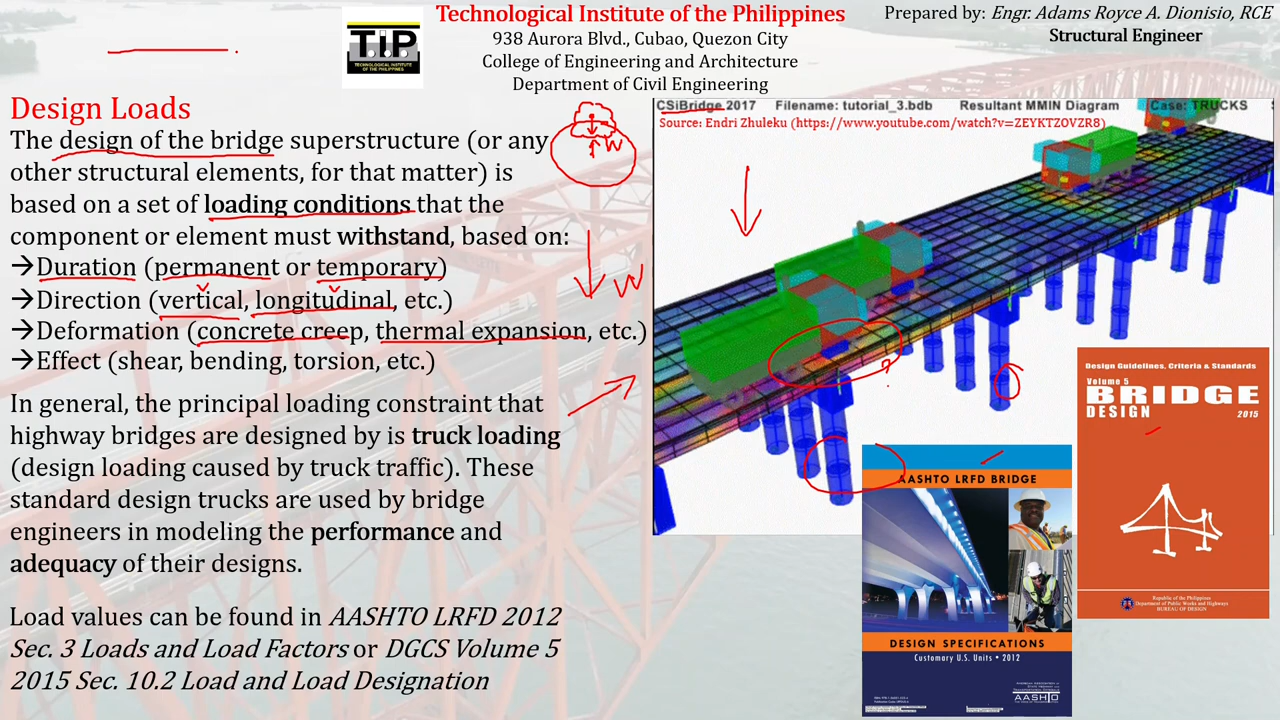 Technological Institute of the Philippines
938 Aurora Blvd., Cubao, Quezon City
College of Engineering and Architecture
Department of Civil Engineering
Prepared by: Engr. Adams Royce A. Dionisio, RCE
Structural Engineer
T.I.P
TECHNOLOGICAL INSTITUTE
OF THE PHILIPPINES
Design Loads
The design of the bridge superstructure (or any
other structural elements, for that matter) is
based on a set of loading conditions that the
component or element must withstand, based on:
→Duration (permanent or temporary)
→Direction (vertical, longitudinal, etc.)
→Deformation (concrete creep, thermal expansion, etc.)
→Effect (shear, bending, torsion, etc.)
In general, the principal loading constraint that
highway bridges are designed by is truck loading
(design loading caused by truck traffic). These
standard design trucks are used by bridge
engineers in modeling the performance and
adequacy of their designs.
Load values can be found in AASHTO LRFD 2012
Sec. 3 Loads and Load Factors or DGCS Volume 5
2015 Sec. 10.2 Load and Load Designation
W
W
CSiBridge 2017 Filename: tutorial_3.bdb Resultant MMIN Diagram Case: TRUCKS
Source: Endri Zhuleku (https://www.youtube.com/watch?v=ZEYKTZOVZR8)
?
AASHTO LRFD BRIDGE
DESIGN SPECIFICATIONS
Customary U.S. Units • 2012
AASHTO
Design Guidelines, Criteria & Standards
Volume 5
BRIDGE
DESIGN 2015
Republic of the Philippines
Department of Public Works and Highways
BUREAU OF DESIGN